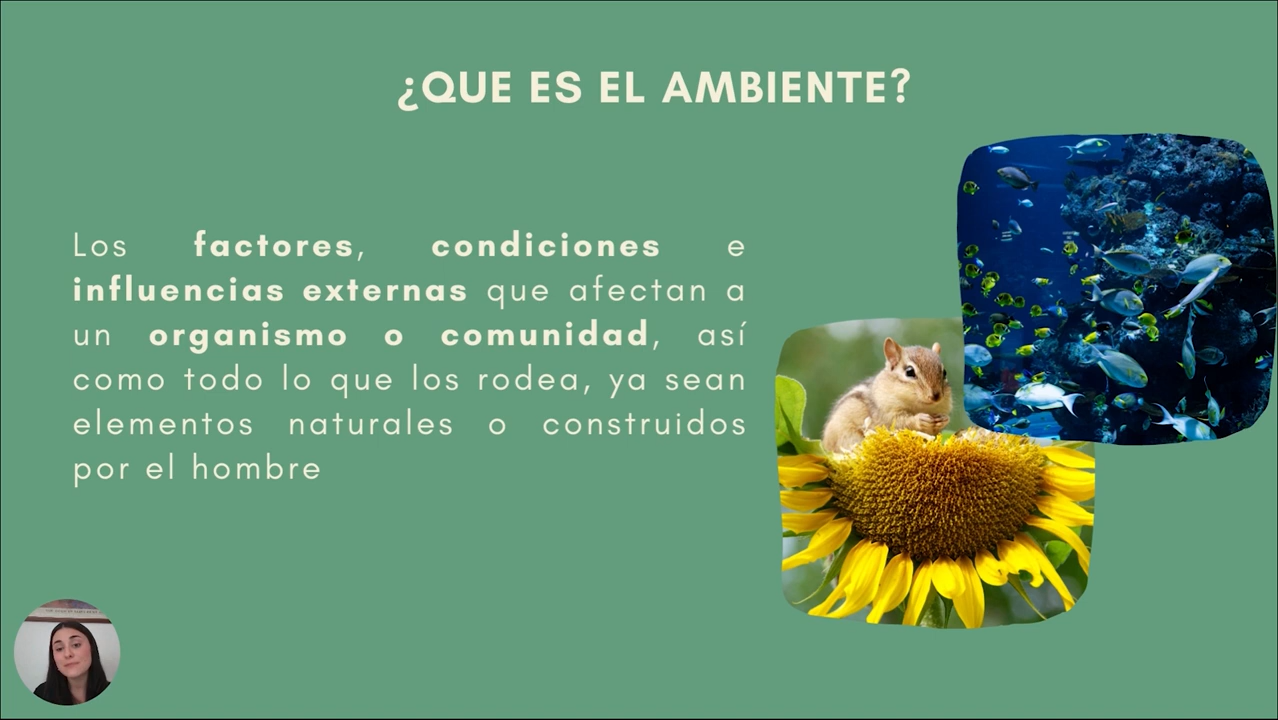 ¿QUE ES EL AMBIENTE?
Los factores, condiciones e
influencias externas que afectan a
un organismo o comunidad, así
como todo lo que los rodea, ya sean
elementos naturales o construidos
por el hombre